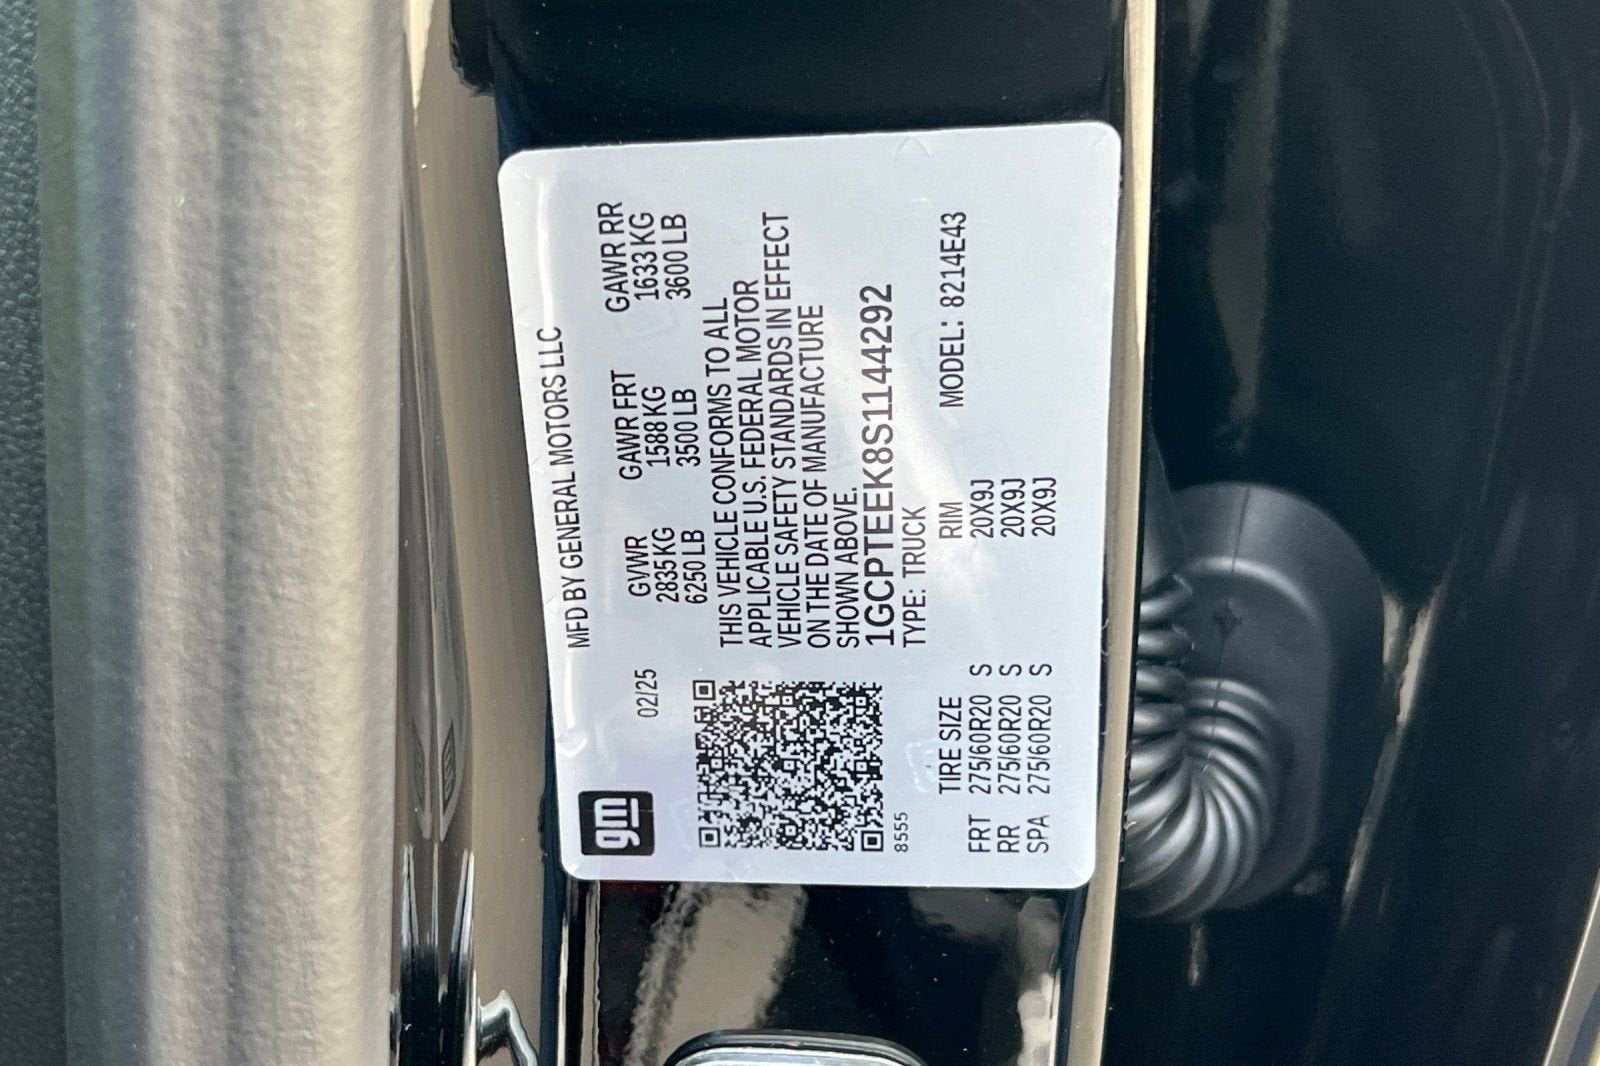 gm
02/25
MFD BY GENERAL MOTORS LLC
GVWR GAWR FRT GAWR RR
2835 KG 1588 KG 1633 KG
6250 LB 3500 LB 3600 LB
THIS VEHICLE CONFORMS TO ALL
APPLICABLE U.S. FEDERAL MOTOR
VEHICLE SAFETY STANDARDS IN EFFECT
ON THE DATE OF MANUFACTURE
SHOWN ABOVE.
1GCPTEEK8S1144292
8555
TYPE: TRUCK
TIRE SIZE RIM MODEL: 8214E43
FRT 275/60R20 S 20X9J
RR 275/60R20 S 20X9J
SPA 275/60R20 S 20X9J